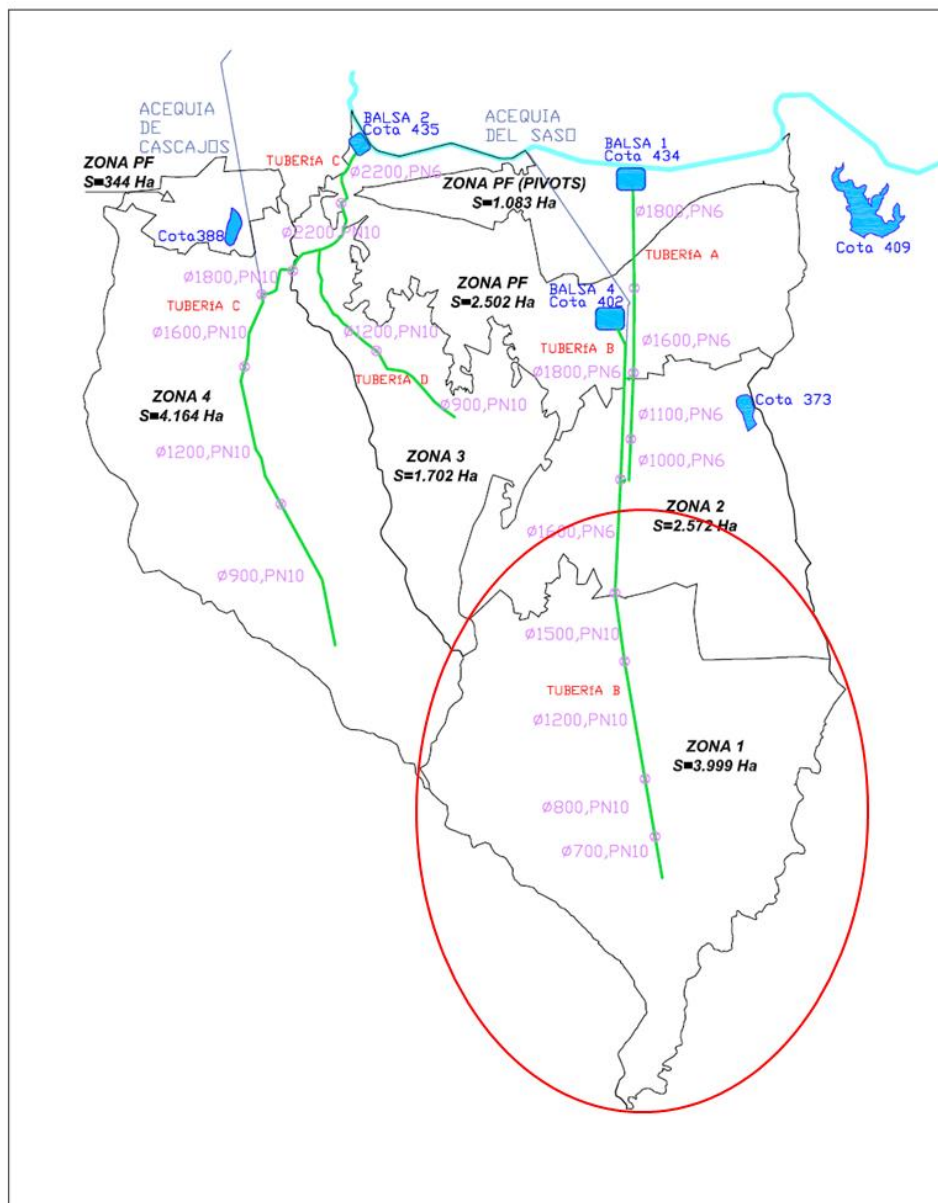 ACEQUIA
DE
CASCAJOS
BALSA 2
Cota 435
ACEQUIA
DEL SASO
BALSA 1
Cota 434
ZONA PF
S=344 Ha
TUBERÍA C
Ø2200,PN6
ZONA PF (PIVOTS)
S=1.083 Ha
Ø1800,PN6
Cota388
Ø2200,PN10
Cota 409
TUBERÍA A
Ø1800,PN10
ZONA PF
S=2.502 Ha
BALSA 4
Cota 402
TUBERÍA C
Ø1600,PN10
Ø1200,PN10
TUBERÍA B
Ø1600,PN6
Ø1800,PN6
TUBERÍA D
ZONA 4
S=4.164 Ha
Ø900,PN10
Cota 373
Ø1100,PN6
Ø1200,PN10
ZONA 3
S=1.702 Ha
Ø1000,PN6
ZONA 2
S=2.572 Ha
Ø1600,PN6
Ø900,PN10
Ø1500,PN10
TUBERÍA B
Ø1200,PN10
ZONA 1
S=3.999 Ha
Ø800,PN10
Ø700,PN10